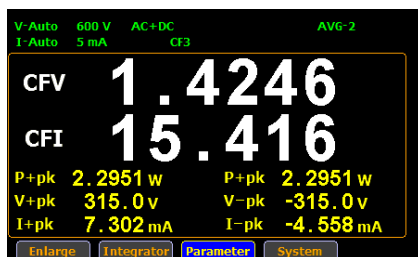 V-Auto 600 V AC+DC AVG-2
I-Auto 5 mA CF3
CFV 1.4246
CFI 15.416
P+pk 2.2951 W P+pk 2.2951 W
V+pk 315.0 V V-pk -315.0 V
I+pk 7.302 mA I-pk -4.558 mA
Enlarge Integrator Parameter System